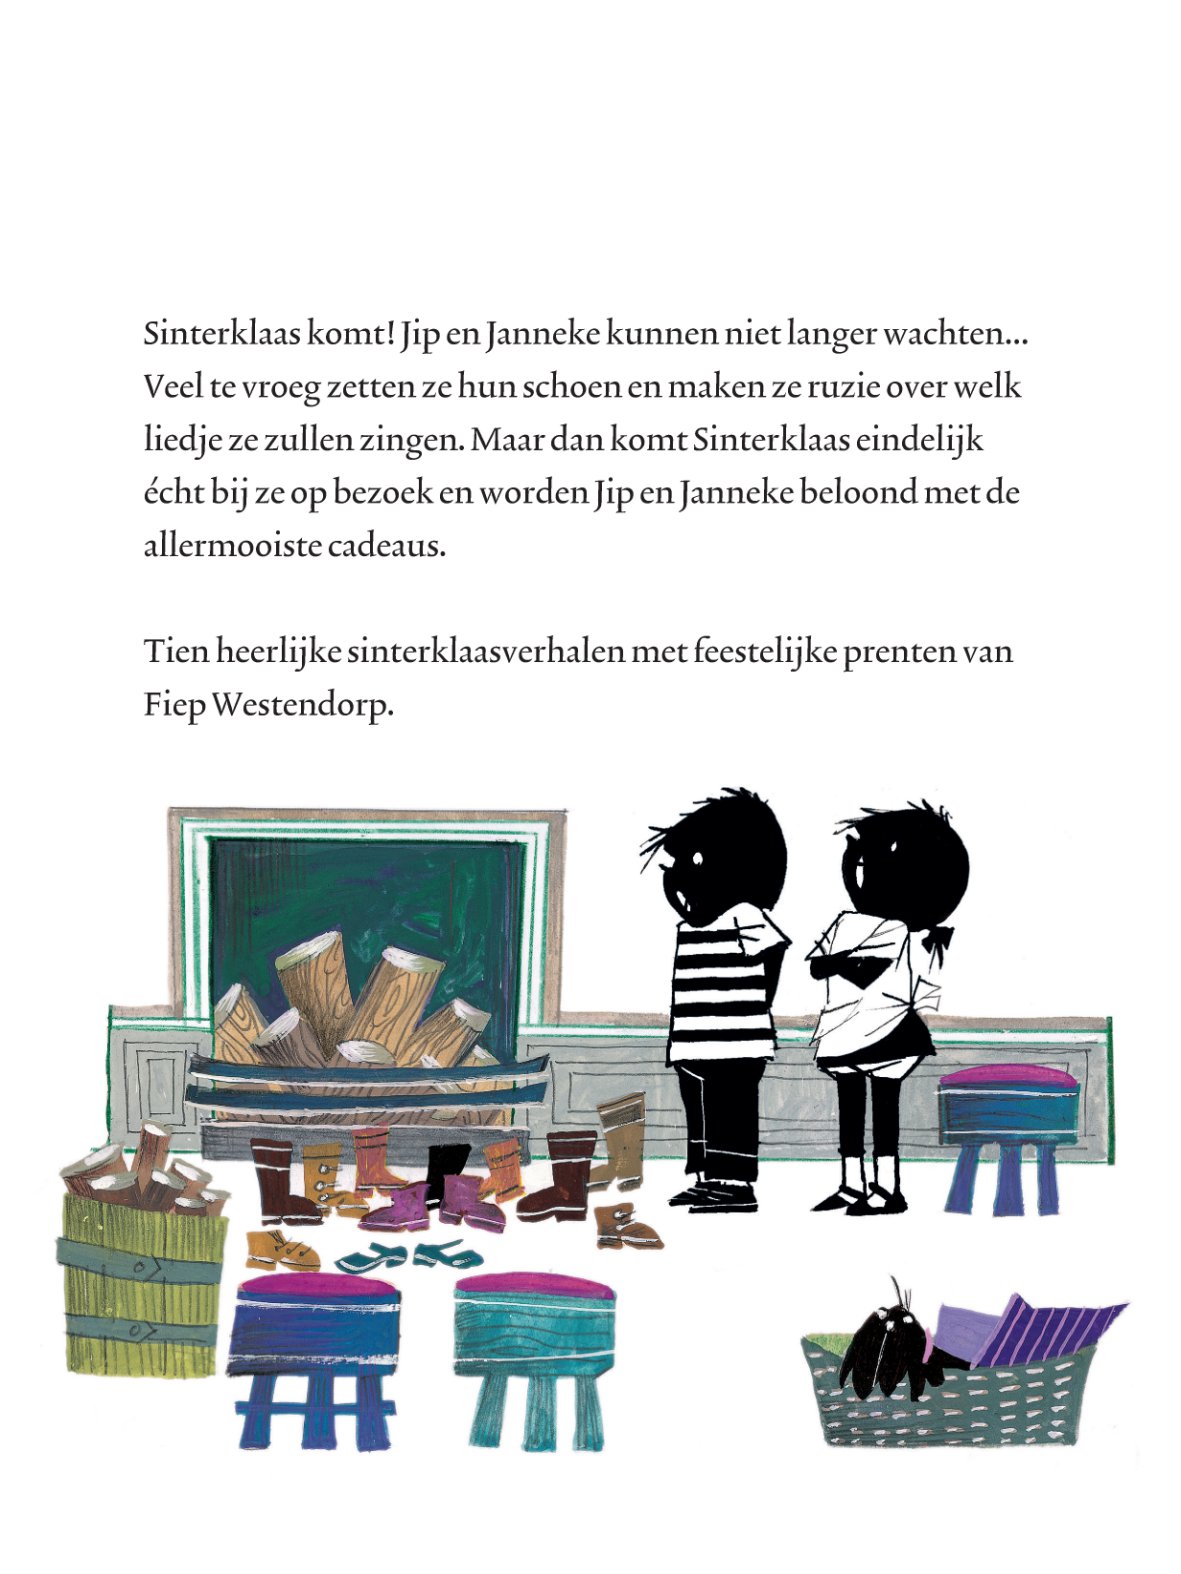 Sinterklaas komt! Jip en Janneke kunnen niet langer wachten...
Veel te vroeg zetten ze hun schoen en maken ze ruzie over welk
liedje ze zullen zingen. Maar dan komt Sinterklaas eindelijk
écht bij ze op bezoek en worden Jip en Janneke beloond met de
allermooiste cadeaus.
Tien heerlijke sinterklaasverhalen met feestelijke prenten van
Fiep Westendorp.